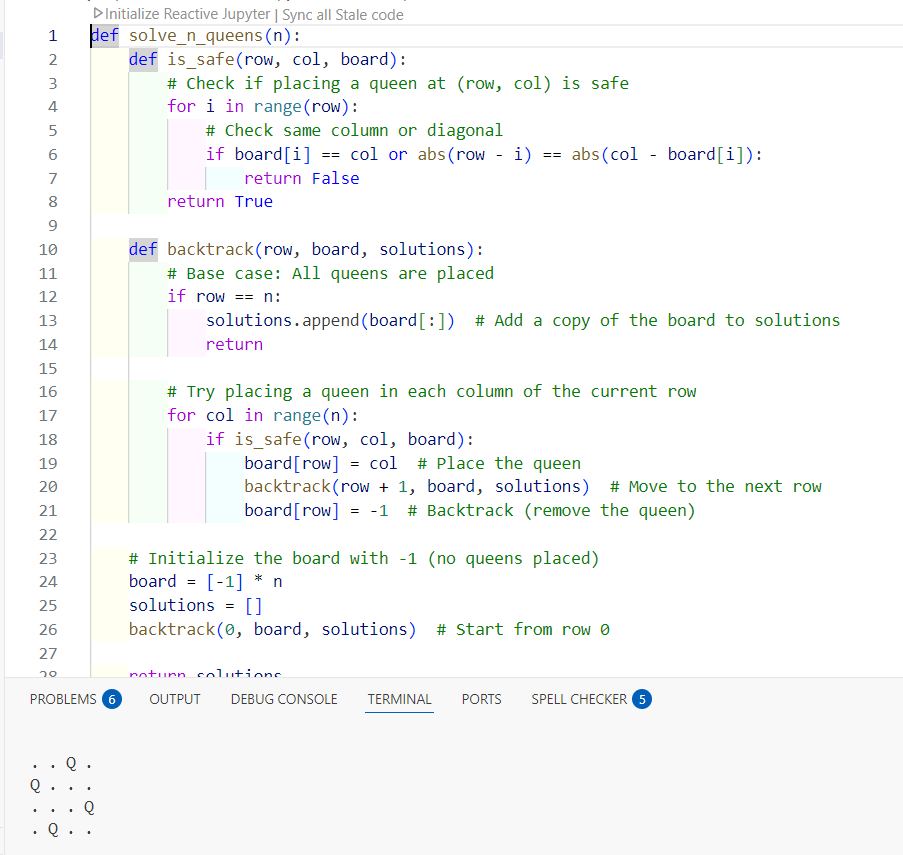 Initialize Reactive Jupyter | Sync all Stale code
1 def solve_n_queens(n):
2     def is_safe(row, col, board):
3         # Check if placing a queen at (row, col) is safe
4         for i in range(row):
5             # Check same column or diagonal
6             if board[i] == col or abs(row - i) == abs(col - board[i]):
7                 return False
8         return True
9
10     def backtrack(row, board, solutions):
11         # Base case: All queens are placed
12         if row == n:
13             solutions.append(board[:])  # Add a copy of the board to solutions
14             return
15
16         # Try placing a queen in each column of the current row
17         for col in range(n):
18             if is_safe(row, col, board):
19                 board[row] = col  # Place the queen
20                 backtrack(row + 1, board, solutions)  # Move to the next row
21                 board[row] = -1  # Backtrack (remove the queen)
22
23     # Initialize the board with -1 (no queens placed)
24     board = [-1] * n
25     solutions = []
26     backtrack(0, board, solutions)  # Start from row 0
27
28     return solutions
PROBLEMS 6 OUTPUT DEBUG CONSOLE TERMINAL PORTS SPELL CHECKER 5
. . Q .
Q . . .
. . . Q
. Q . .